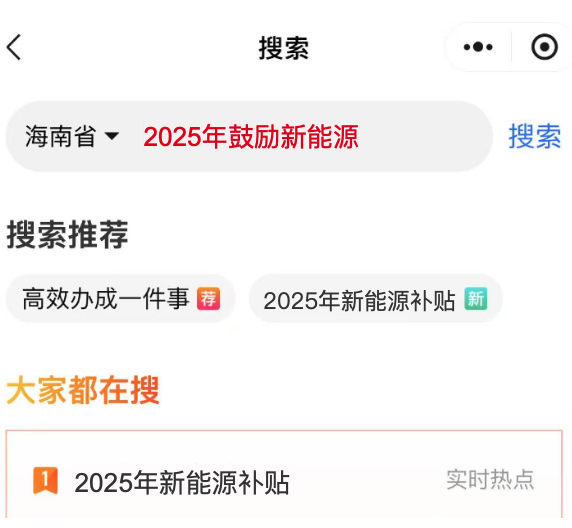 搜索
海南省 2025年鼓励新能源 搜索
搜索推荐
高效办成一件事 荐 2025年新能源补贴 新
大家都在搜
1 2025年新能源补贴 实时热点